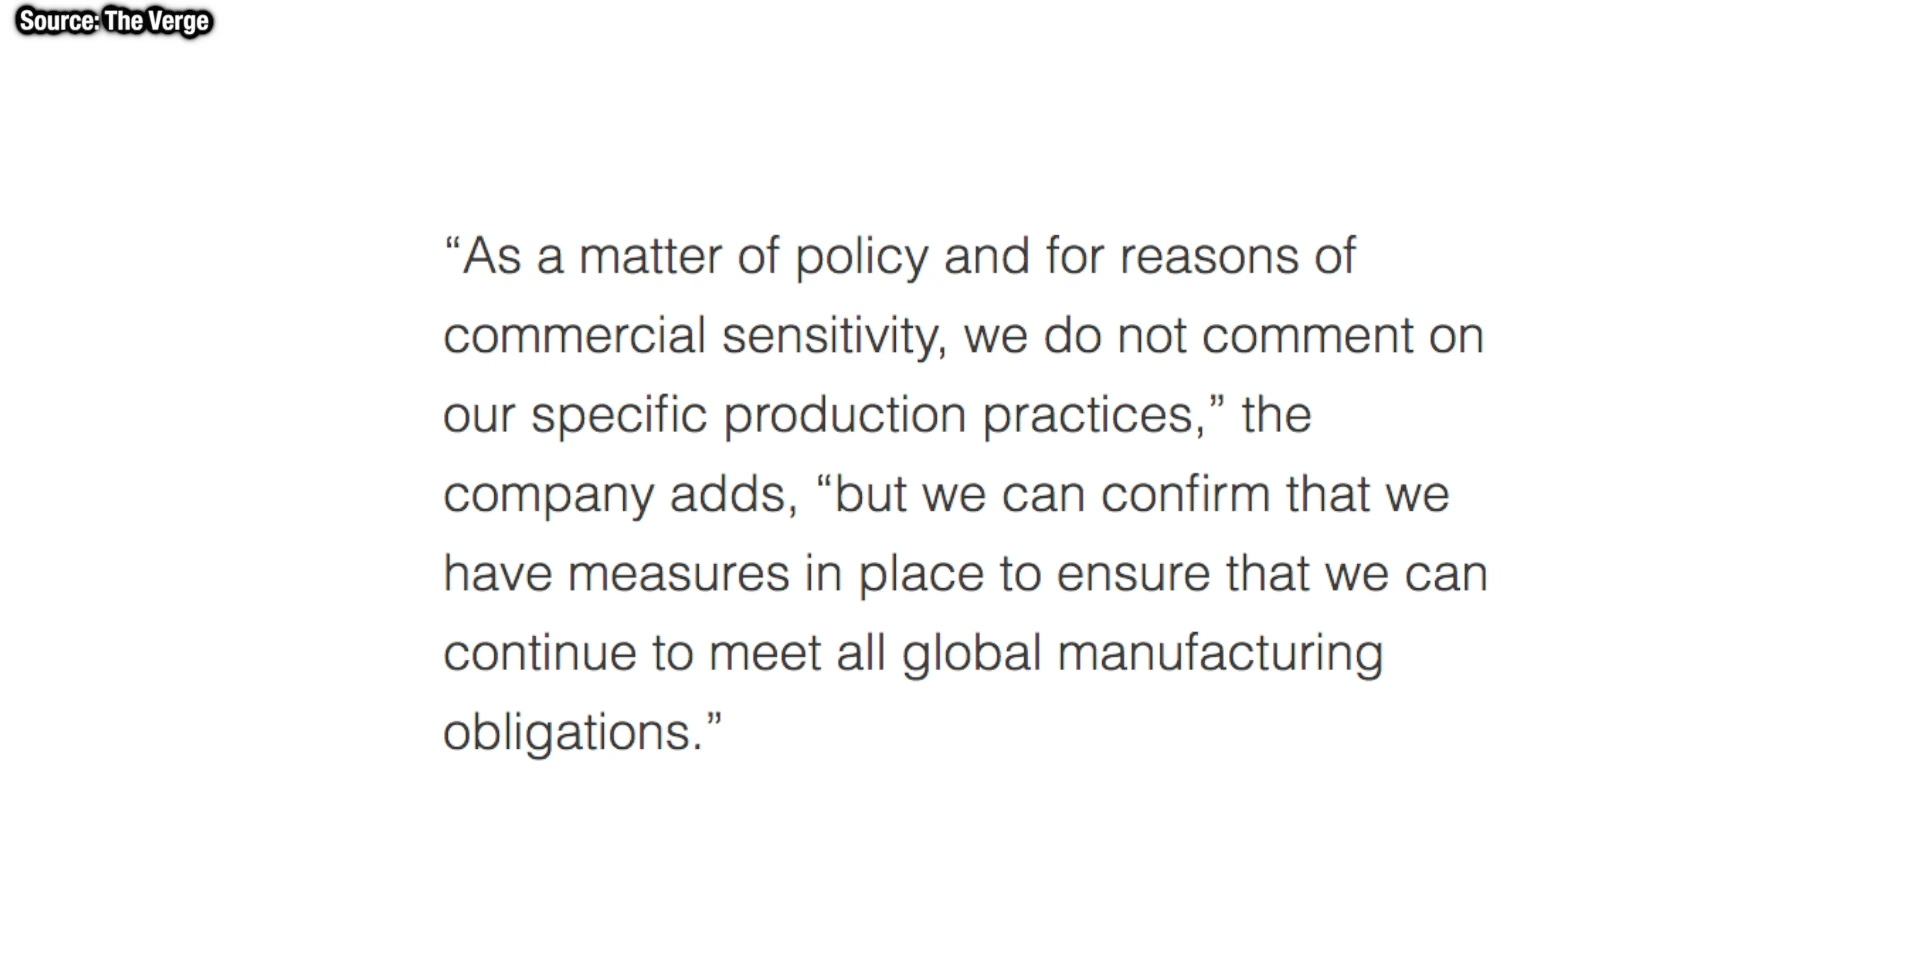 Source: The Verge
“As a matter of policy and for reasons of
commercial sensitivity, we do not comment on
our specific production practices,” the
company adds, “but we can confirm that we
have measures in place to ensure that we can
continue to meet all global manufacturing
obligations.”